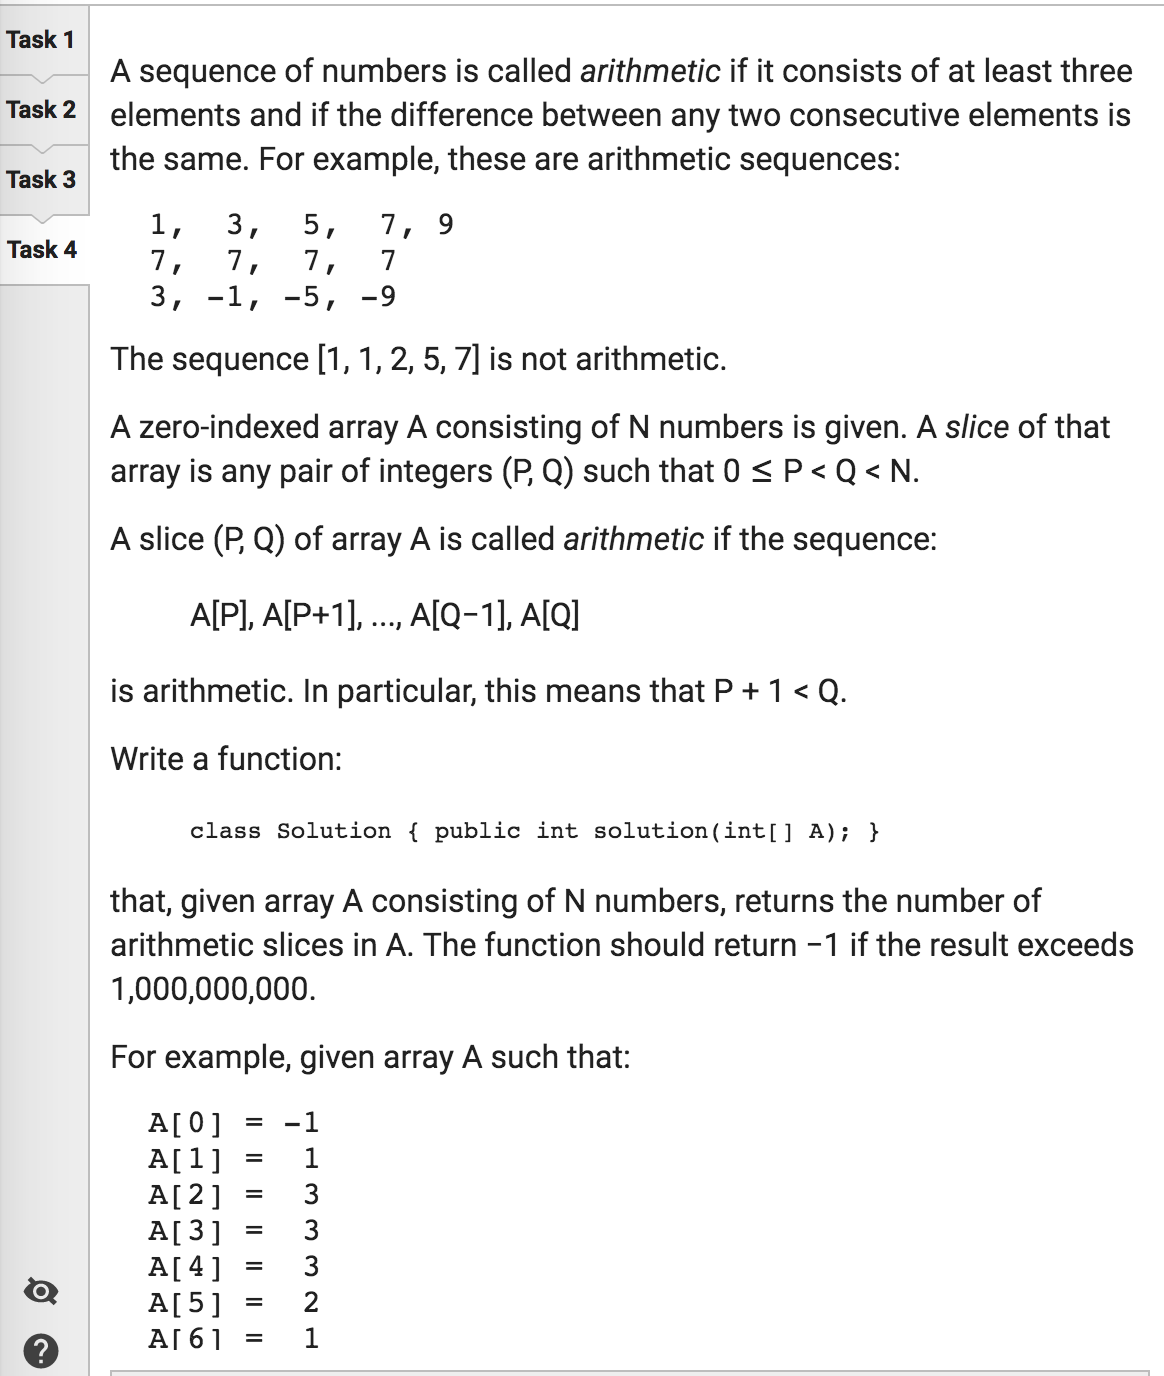 Task 1
Task 2
Task 3
Task 4
A sequence of numbers is called arithmetic if it consists of at least three
elements and if the difference between any two consecutive elements is
the same. For example, these are arithmetic sequences:
1, 3, 5, 7, 9
7, 7, 7, 7
3, −1, −5, −9
The sequence [1, 1, 2, 5, 7] is not arithmetic.
A zero-indexed array A consisting of N numbers is given. A slice of that
array is any pair of integers (P, Q) such that 0 ≤ P < Q < N.
A slice (P, Q) of array A is called arithmetic if the sequence:
A[P], A[P+1], ..., A[Q−1], A[Q]
is arithmetic. In particular, this means that P + 1 < Q.
Write a function:
class Solution { public int solution(int[] A); }
that, given array A consisting of N numbers, returns the number of
arithmetic slices in A. The function should return −1 if the result exceeds
1,000,000,000.
For example, given array A such that:
A[0] = −1
A[1] = 1
A[2] = 3
A[3] = 3
A[4] = 3
A[5] = 2
A[6] = 1
?